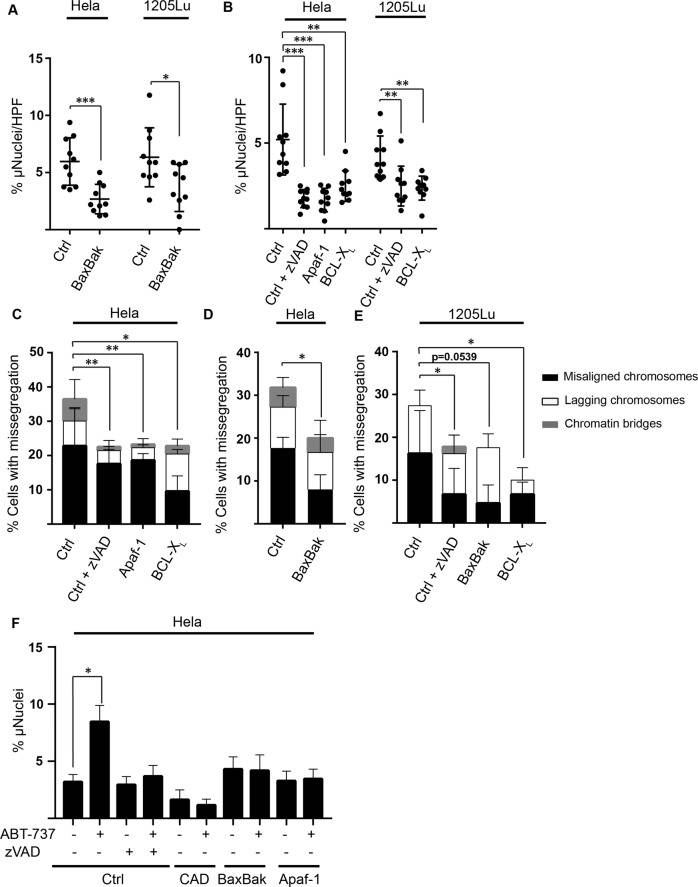 A
Hela 1205Lu
% µNuclei/HPF
15
10
5
0
*** *
Ctrl BaxBak Ctrl BaxBak
B
Hela 1205Lu
% µNuclei/HPF
10
5
0
**
***
***
**
**
Ctrl Ctrl + zVAD Apaf-1 BCL-XL Ctrl Ctrl + zVAD BCL-XL
C
Hela
% Cells with missegregation
50
40
30
20
10
*
**
**
Ctrl Ctrl + zVAD Apaf-1 BCL-XL
D
Hela
% Cells with missegregation
40
30
20
10
*
Ctrl BaxBak
E
1205Lu
% Cells with missegregation
40
30
20
10
*
p=0.0539
*
Ctrl Ctrl + zVAD BaxBak BCL-XL
Misaligned chromosomes
Lagging chromosomes
Chromatin bridges
F
Hela
% µNuclei
15
10
5
*
ABT-737 - + - + - + - + - +
zVAD - - + + - - - - - -
Ctrl CAD BaxBak Apaf-1